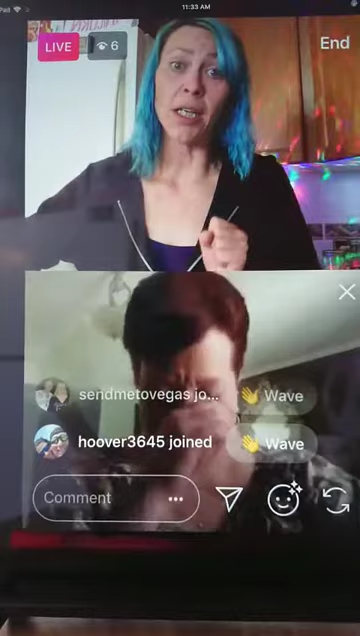 11:33 AM
LIVE
6
End
sendmetovegas jo...
Wave
hoover3645 joined
Wave
Comment